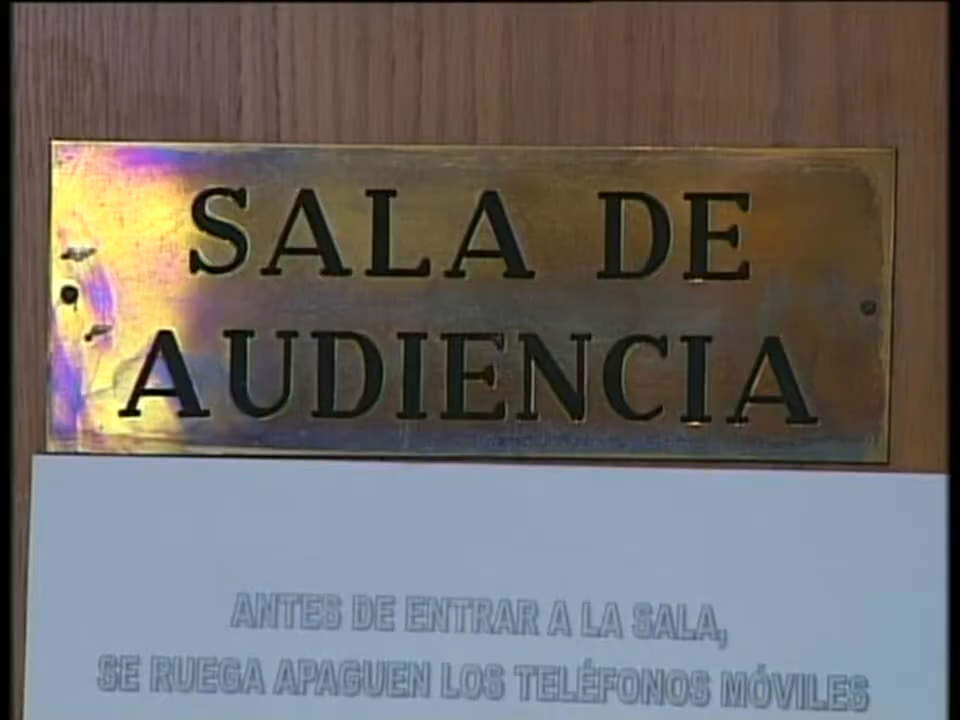 SALA DE
AUDIENCIA
ANTES DE ENTRAR A LA SALA,
SE RUEGA APAGUEN LOS TELÉFONOS MÓVILES